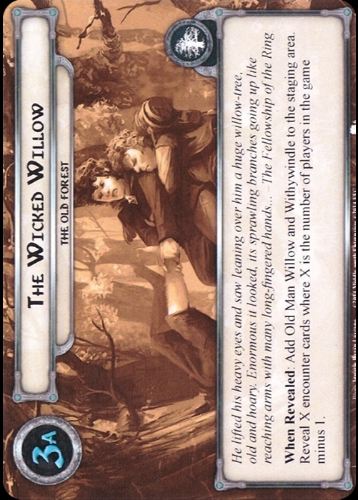 3A
THE WICKED WILLOW
THE OLD FOREST
He lifted his heavy eyes and saw leaning over him a huge willow-tree,
old and hoary. Enormous it looked, its sprawling branches going up like
reaching arms with many long-fingered hands... –The Fellowship of the Ring
When Revealed: Add Old Man Willow and Withywindle to the staging area.
Reveal X encounter cards where X is the number of players in the game
minus 1.